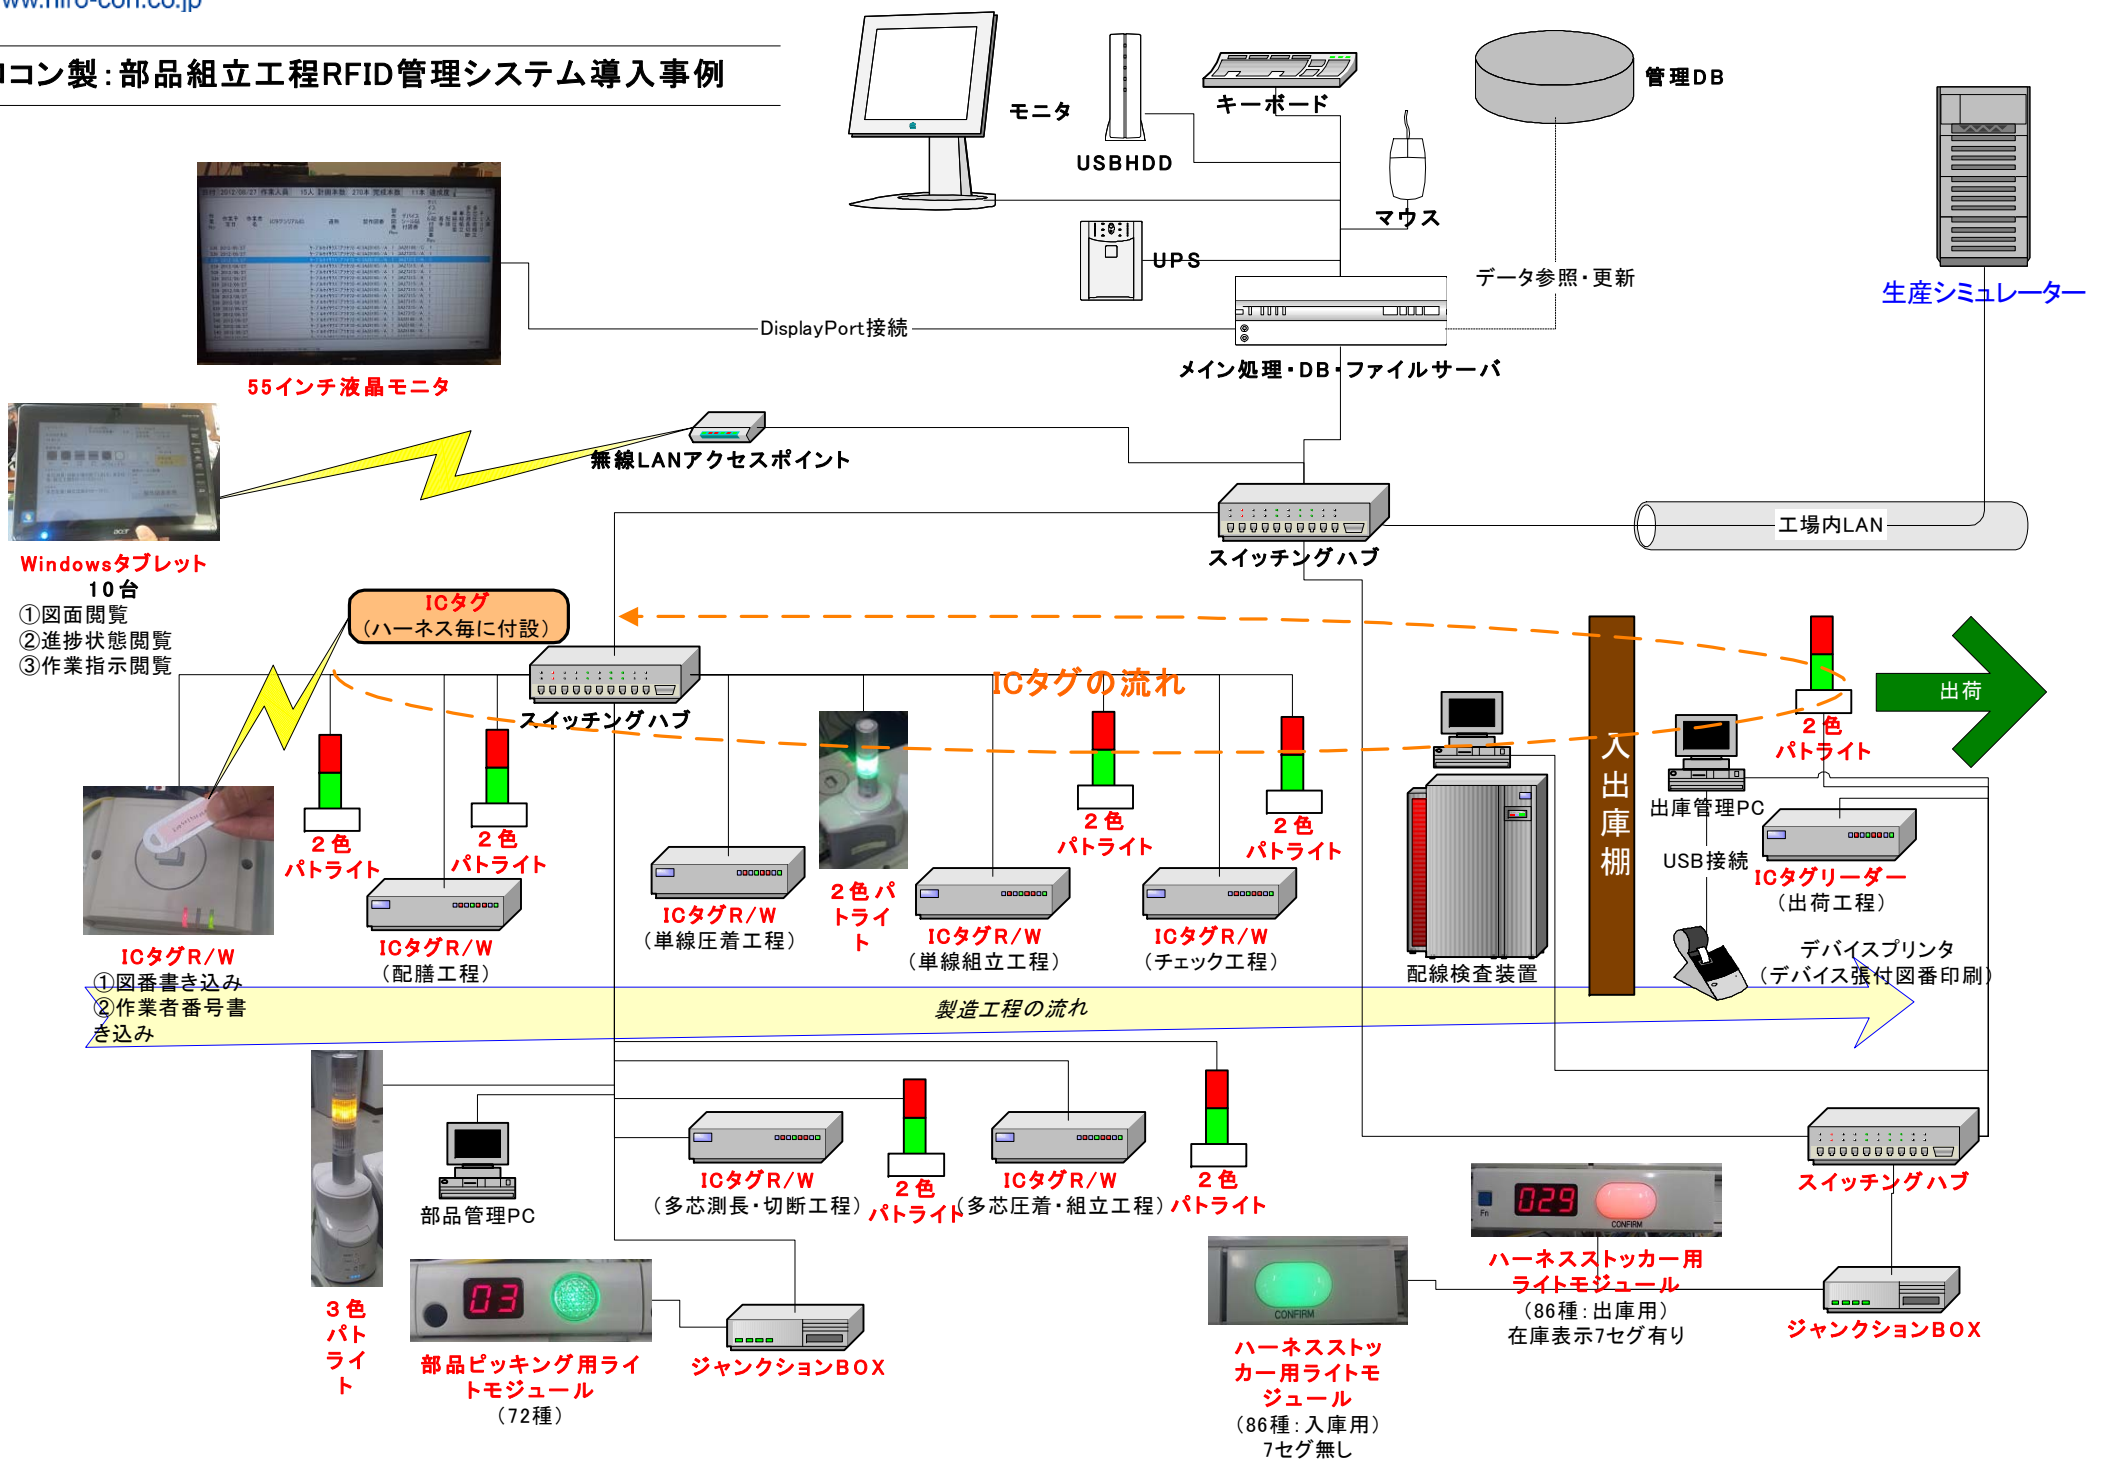 www.hiro-con.co.jp
コン製：部品組立工程RFID管理システム導入事例
モニタ
USBHDD
キーボード
マウス
管理DB
UPS
データ参照・更新
生産シミュレーター
DisplayPort接続
メイン処理・DB・ファイルサーバ
55インチ液晶モニタ
無線LANアクセスポイント
スイッチングハブ
工場内LAN
acer
Windowsタブレット
10台
①図面閲覧
②進捗状態閲覧
③作業指示閲覧
ICタグ
（ハーネス毎に付設）
スイッチングハブ
ICタグの流れ
2色
パトライト
2色
パトライト
2色パ
トライ
ト
2色
パトライト
2色
パトライト
入出庫棚
2色
パトライト
出荷
出庫管理PC
USB接続
ICタグリーダー
（出荷工程）
ICタグR/W
①図番書き込み
②作業者番号書
き込み
ICタグR/W
（配膳工程）
ICタグR/W
（単線圧着工程）
ICタグR/W
（単線組立工程）
ICタグR/W
（チェック工程）
配線検査装置
デバイスプリンタ
（デバイス張付図番印刷）
製造工程の流れ
3色
パト
ライ
ト
部品管理PC
ICタグR/W
（多芯測長・切断工程）
2色
パトライト
ICタグR/W
（多芯圧着・組立工程）
2色
パトライト
スイッチングハブ
03
部品ピッキング用ライ
トモジュール
（72種）
ジャンクションBOX
CONFIRM
ハーネスストッ
カー用ライトモ
ジュール
（86種：入庫用）
7セグ無し
Fn
029
CONFIRM
ハーネスストッカー用
ライトモジュール
（86種：出庫用）
在庫表示7セグ有り
ジャンクションBOX